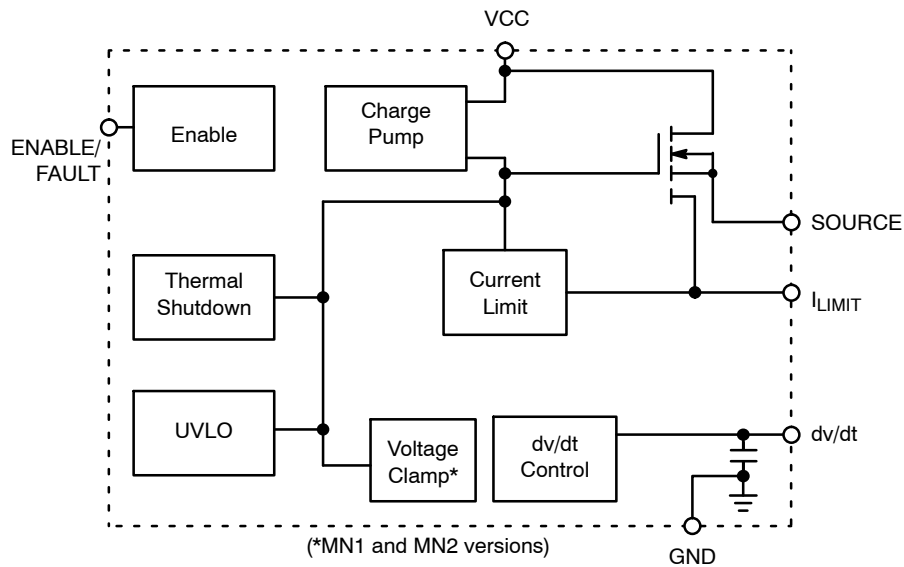 VCC
Enable
Charge
Pump
ENABLE/
FAULT
SOURCE
Thermal
Shutdown
Current
Limit
ILIMIT
UVLO
Voltage
Clamp*
dv/dt
Control
dv/dt
(*MN1 and MN2 versions)
GND